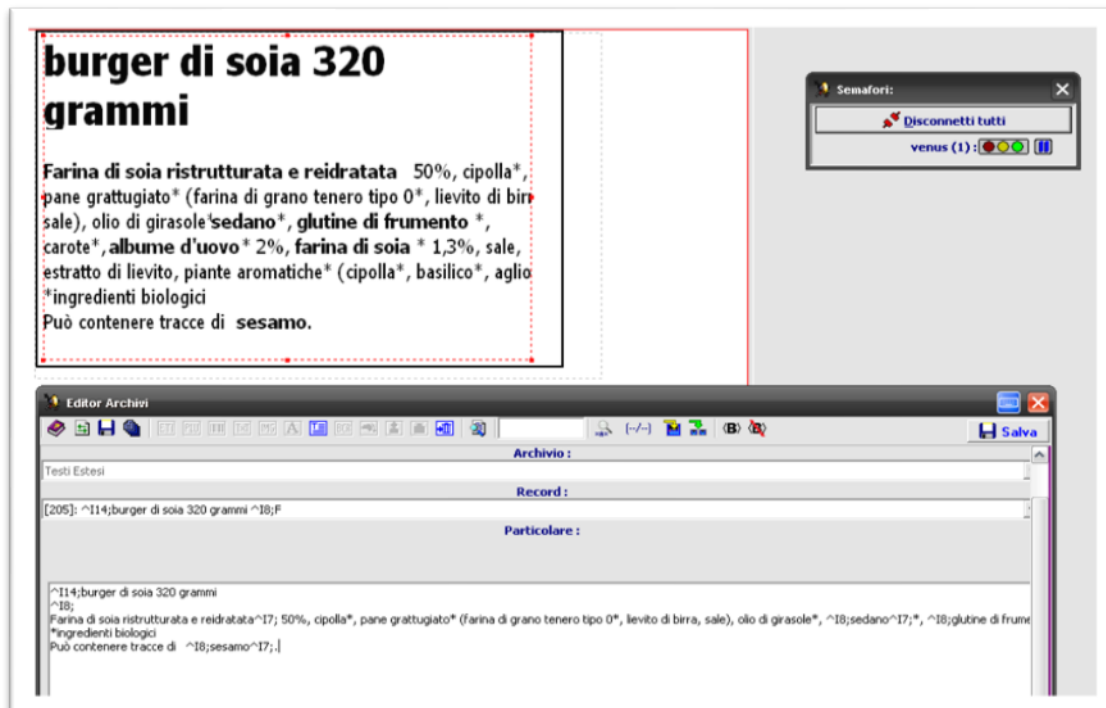 burger di soia 320
grammi
Farina di soia ristrutturata e reidratata 50%, cipolla*,
pane grattugiato* (farina di grano tenero tipo 0*, lievito di birr
sale), olio di girasole*sedano*, glutine di frumento *,
carote*, albume d'uovo * 2%, farina di soia * 1,3%, sale,
estratto di lievito, piante aromatiche* (cipolla*, basilico*, aglio
*ingredienti biologici
Può contenere tracce di sesamo.
Semafori:
Disconnetti tutti
venus (1) :
Editor Archivi
Salva
Archivio :
Testi Estesi
Record :
[205]: ^I14;burger di soia 320 grammi ^I8;F
Particolare :
^I14;burger di soia 320 grammi
^I8;
Farina di soia ristrutturata e reidratata^I7; 50%, cipolla*, pane grattugiato* (farina di grano tenero tipo 0*, lievito di birra, sale), olio di girasole*, ^I8;sedano^I7;*, ^I8;glutine di frume
*ingredienti biologici
Può contenere tracce di ^I8;sesamo^I7;.